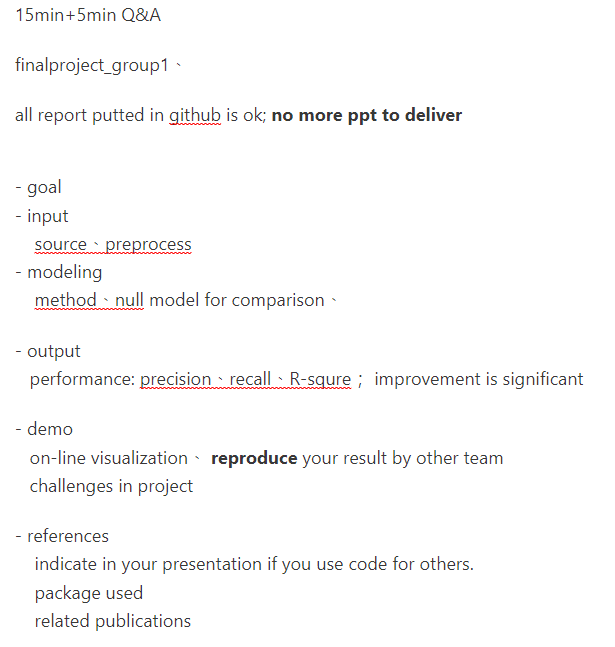 15min+5min Q&A
finalproject_group1、
all report putted in github is ok; no more ppt to deliver
- goal
- input
source、preprocess
- modeling
method、null model for comparison、
- output
performance: precision、recall、R-squre； improvement is significant
- demo
on-line visualization、 reproduce your result by other team
challenges in project
- references
indicate in your presentation if you use code for others.
package used
related publications